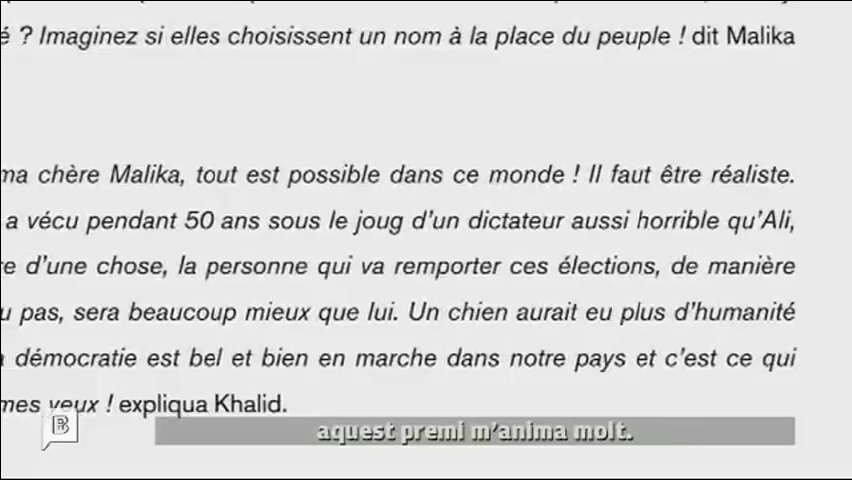 é ? Imaginez si elles choisissent un nom à la place du peuple ! dit Malika
ma chère Malika, tout est possible dans ce monde ! Il faut être réaliste.
a vécu pendant 50 ans sous le joug d'un dictateur aussi horrible qu'Ali,
re d'une chose, la personne qui va remporter ces élections, de manière
u pas, sera beaucoup mieux que lui. Un chien aurait eu plus d'humanité
a démocratie est bel et bien en marche dans notre pays et c'est ce qui
mes yeux ! expliqua Khalid.
B
aquest premi m'anima molt.